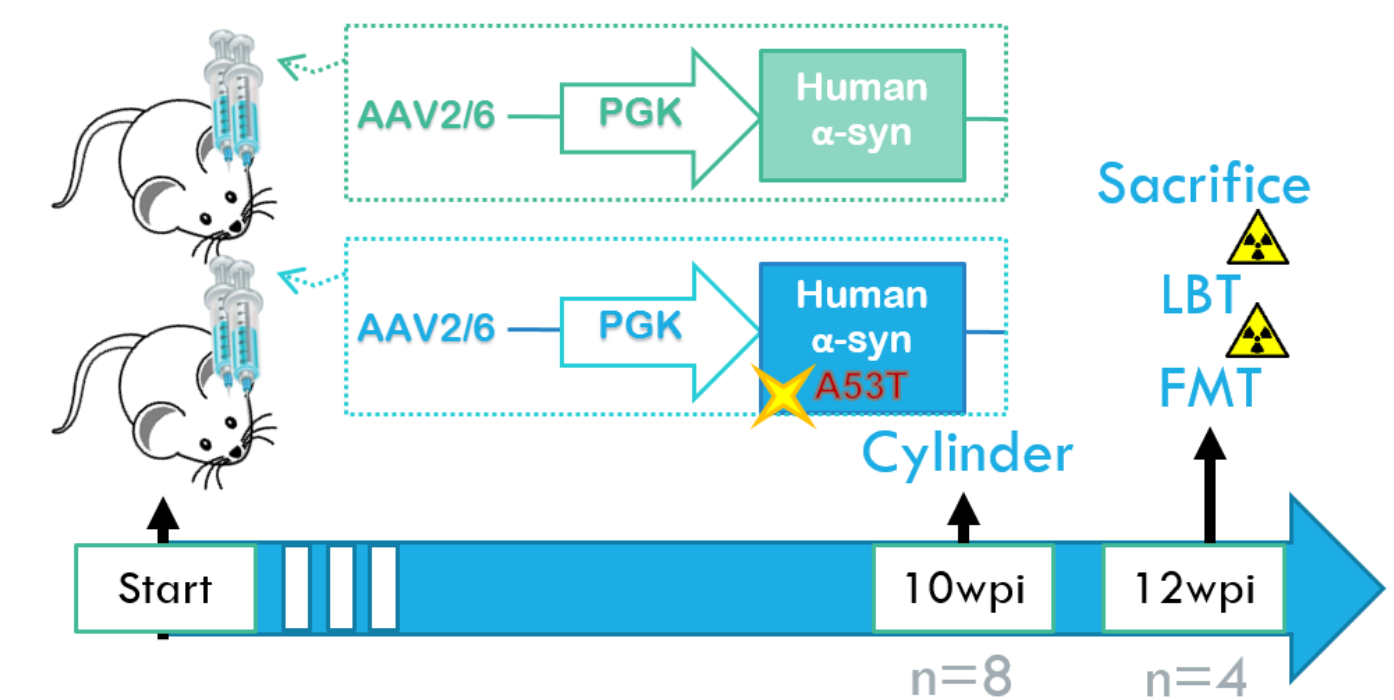 AAV2/6
PGK
Human
α-syn
AAV2/6
PGK
Human
α-syn
A53T
Sacrifice
LBT
FMT
Cylinder
Start
10wpi
12wpi
n=8
n=4